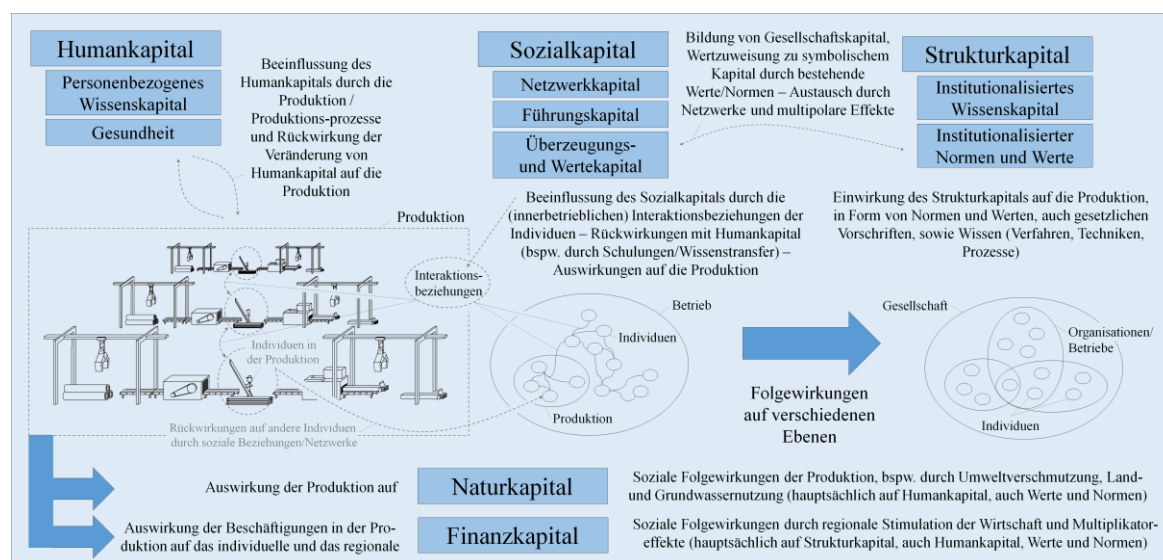 Humankapital
Personenbezogenes
Wissenskapital
Gesundheit
Beeinflussung des
Humankapitals durch die
Produktion /
Produktions-prozesse
und Rückwirkung der
Veränderung von
Humankapital auf die
Produktion
Sozialkapital
Netzwerkkapital
Führungskapital
Überzeugungs-
und Wertekapital
Bildung von Gesellschaftskapital,
Wertzuweisung zu symbolischem
Kapital durch bestehende
Werte/Normen – Austausch durch
Netzwerke und multipolare Effekte
Strukturkapital
Institutionalisiertes
Wissenskapital
Institutionalisierter
Normen und Werte
Beeinflussung des Sozialkapitals durch die
(innerbetrieblichen) Interaktionsbeziehungen der
Individuen – Rückwirkungen mit Humankapital
(bspw. durch Schulungen/Wissenstransfer) –
Auswirkungen auf die Produktion
Einwirkung des Strukturkapitals auf die Produktion,
in Form von Normen und Werten, auch gesetzlichen
Vorschriften, sowie Wissen (Verfahren, Techniken,
Prozesse)
Produktion
Interaktions-
beziehungen
Individuen in
der Produktion
Rückwirkungen auf andere Individuen
durch soziale Beziehungen/Netzwerke
Betrieb
Individuen
Produktion
Folgewirkungen
auf verschiedenen
Ebenen
Gesellschaft
Organisationen/
Betriebe
Individuen
Auswirkung der Produktion auf
Naturkapital
Soziale Folgewirkungen der Produktion, bspw. durch Umweltverschmutzung, Land-
und Grundwassernutzung (hauptsächlich auf Humankapital, auch Werte und Normen)
Auswirkung der Beschäftigungen in der Pro-
duktion auf das individuelle und das regionale
Finanzkapital
Soziale Folgewirkungen durch regionale Stimulation der Wirtschaft und Multiplikator-
effekte (hauptsächlich auf Strukturkapital, auch Humankapital, Werte und Normen)